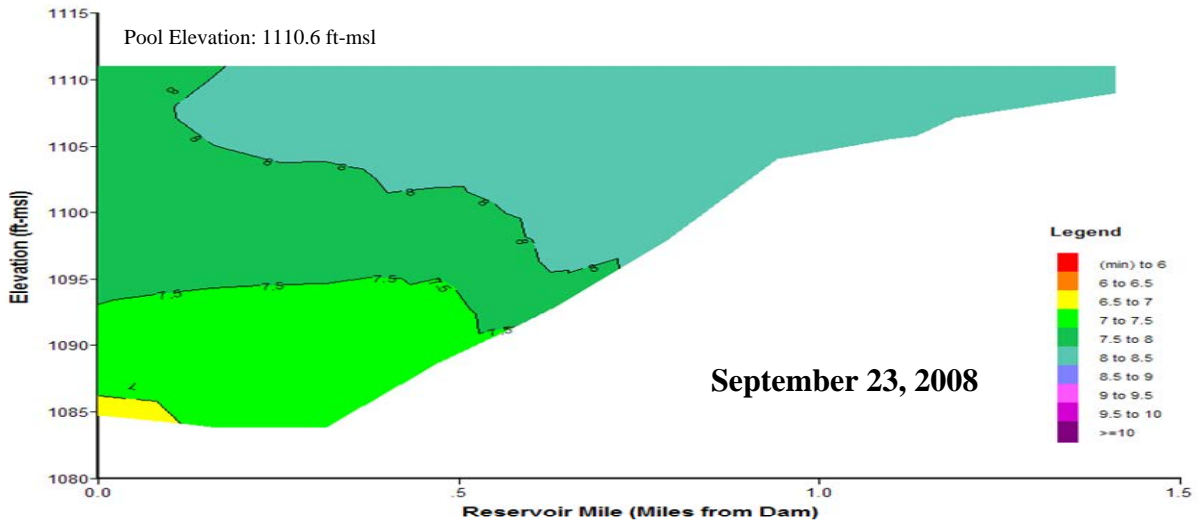 Pool Elevation: 1110.6 ft-msl
1115
1110
1105
1100
1095
1090
1085
1080
Elevation (ft-msl)
8
8
8
8
8
8
8
8
7.5
7.5
7.5
7.5
7.5
7
September 23, 2008
Legend
(min) to 6
6 to 6.5
6.5 to 7
7 to 7.5
7.5 to 8
8 to 8.5
8.5 to 9
9 to 9.5
9.5 to 10
>=10
0.0 .5 1.0 1.5
Reservoir Mile (Miles from Dam)